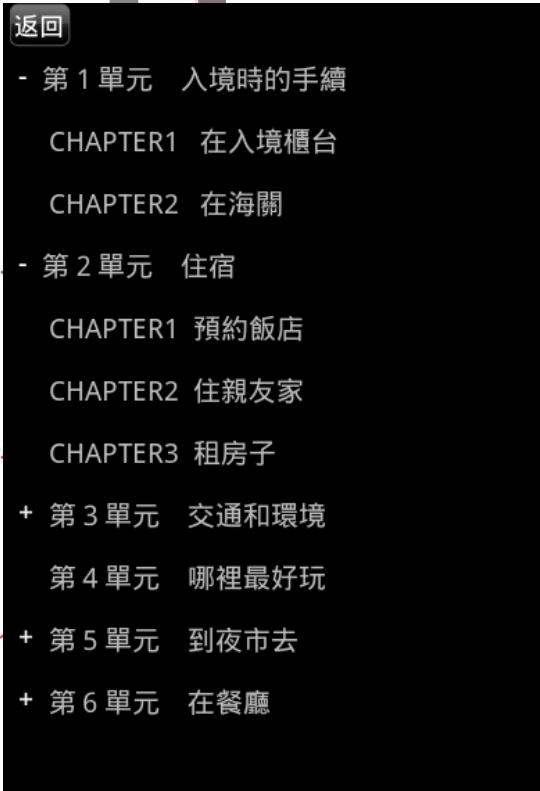 返回
- 第 1 單元 入境時的手續
CHAPTER1 在入境櫃台
CHAPTER2 在海關
- 第 2 單元 住宿
CHAPTER1 預約飯店
CHAPTER2 住親友家
CHAPTER3 租房子
+ 第 3 單元 交通和環境
第 4 單元 哪裡最好玩
+ 第 5 單元 到夜市去
+ 第 6 單元 在餐廳